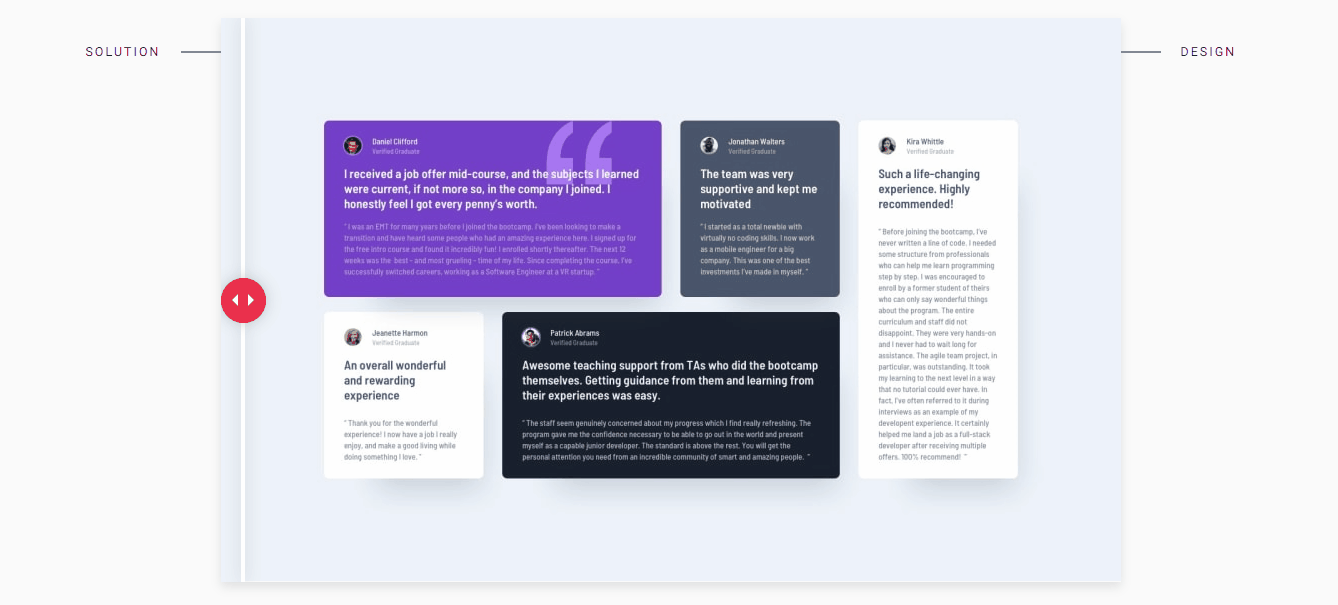 SOLUTION
DESIGN
Daniel Clifford
Verified Graduate
I received a job offer mid-course, and the subjects I learned
were current, if not more so, in the company I joined. I
honestly feel I got every penny's worth.
" I was an EMT for many years before I joined the bootcamp. I've been looking to make a
transition and have heard some people who had an amazing experience here. I signed up for
the free intro course and found it incredibly fun! I enrolled shortly thereafter. The next 12
weeks was the best - and most grueling - time of my life. Since completing the course, I've
successfully switched careers, working as a Software Engineer at a VR startup. "
Jonathan Walters
Verified Graduate
The team was very
supportive and kept me
motivated
" I started as a total newbie with
virtually no coding skills. I now work
as a mobile engineer for a big
company. This was one of the best
investments I've made in myself. "
Kira Whittle
Verified Graduate
Such a life-changing
experience. Highly
recommended!
" Before joining the bootcamp, I've
never written a line of code. I needed
some structure from professionals
who can help me learn programming
step by step. I was encouraged to
enroll by a former student of theirs
who can only say wonderful things
about the program. The entire
curriculum and staff did not
disappoint. They were very hands-on
and I never had to wait long for
assistance. The agile team project, in
particular, was outstanding. It took
my learning to the next level in a way
that no tutorial could ever have. In
fact, I've often referred to it during
interviews as an example of my
developent experience. It certainly
helped me land a job as a full-stack
developer after receiving multiple
offers. 100% recommend! "
Jeanette Harmon
Verified Graduate
An overall wonderful
and rewarding
experience
" Thank you for the wonderful
experience! I now have a job I really
enjoy, and make a good living while
doing something I love. "
Patrick Abrams
Verified Graduate
Awesome teaching support from TAs who did the bootcamp
themselves. Getting guidance from them and learning from
their experiences was easy.
" The staff seem genuinely concerned about my progress which I find really refreshing. The
program gave me the confidence necessary to be able to go out in the world and present
myself as a capable junior developer. The standard is above the rest. You will get the
personal attention you need from an incredible community of smart and amazing people. "